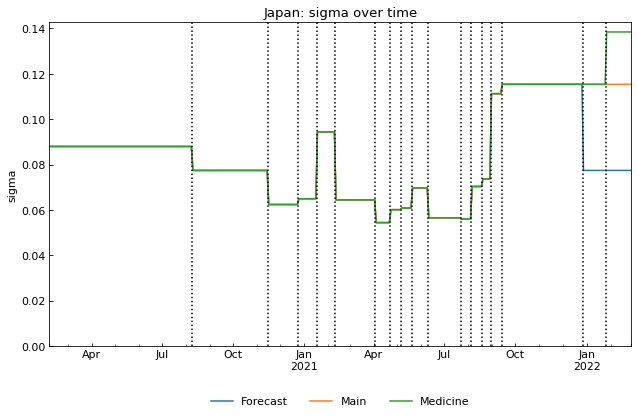 Japan: sigma over time
sigma
0.14
0.12
0.10
0.08
0.06
0.04
0.02
0.00
Apr Jul Oct Jan Apr Jul Oct Jan
2021 2022
Forecast Main Medicine